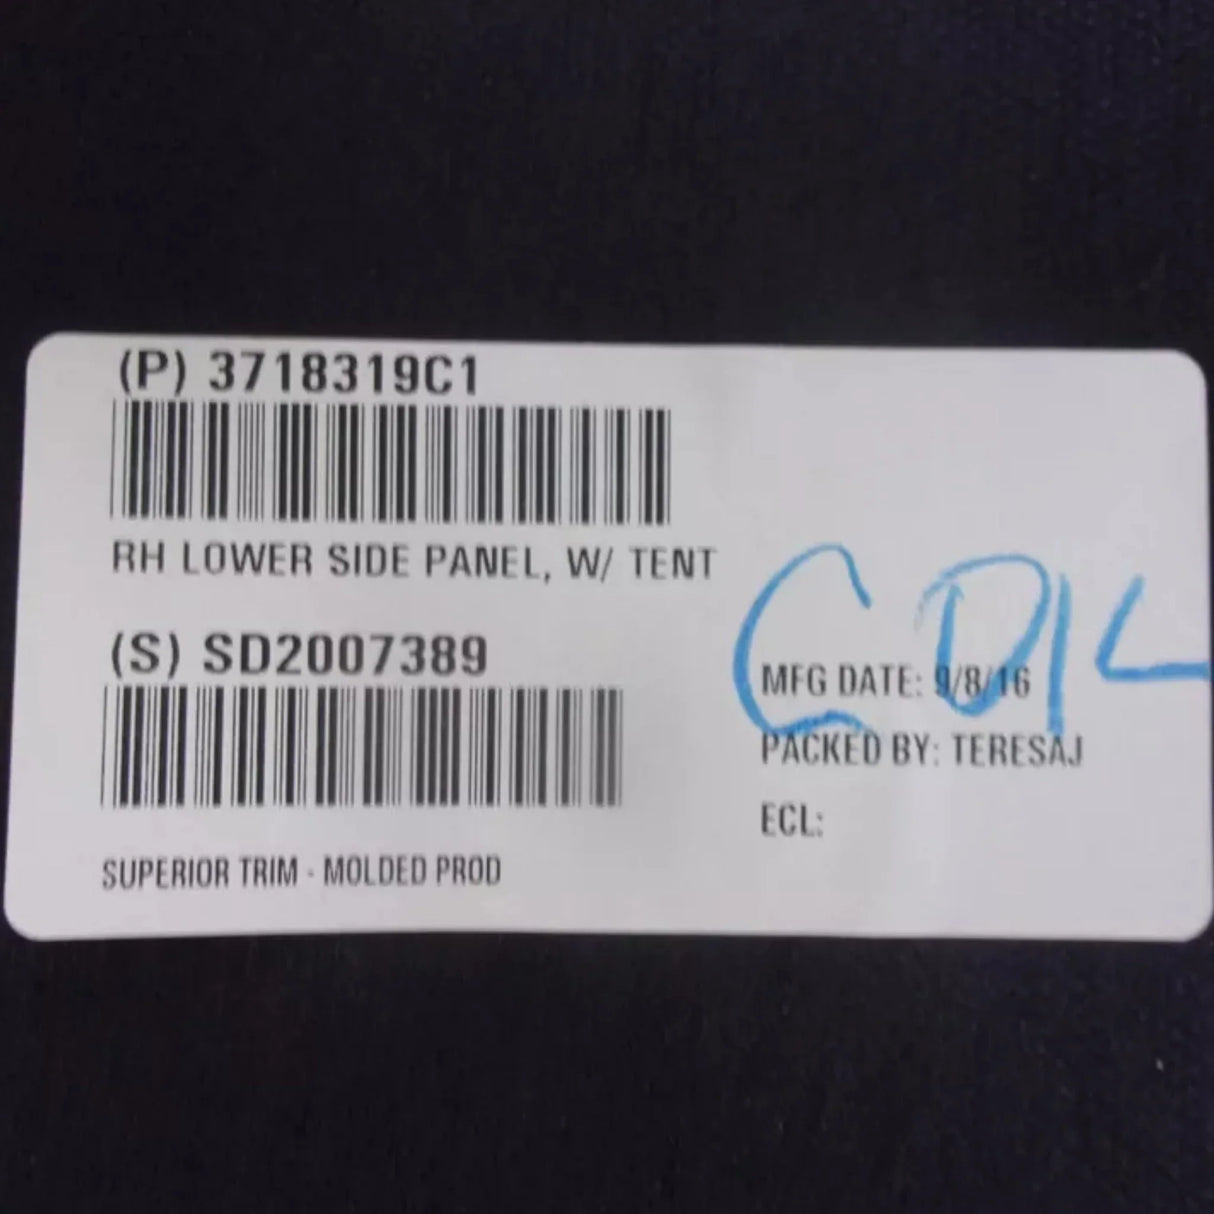 (P) 3718319C1
RH LOWER SIDE PANEL, W/ TENT
(S) SD2007389
MFG DATE: 9/8/16
PACKED BY: TERESAJ
ECL:
SUPERIOR TRIM - MOLDED PROD